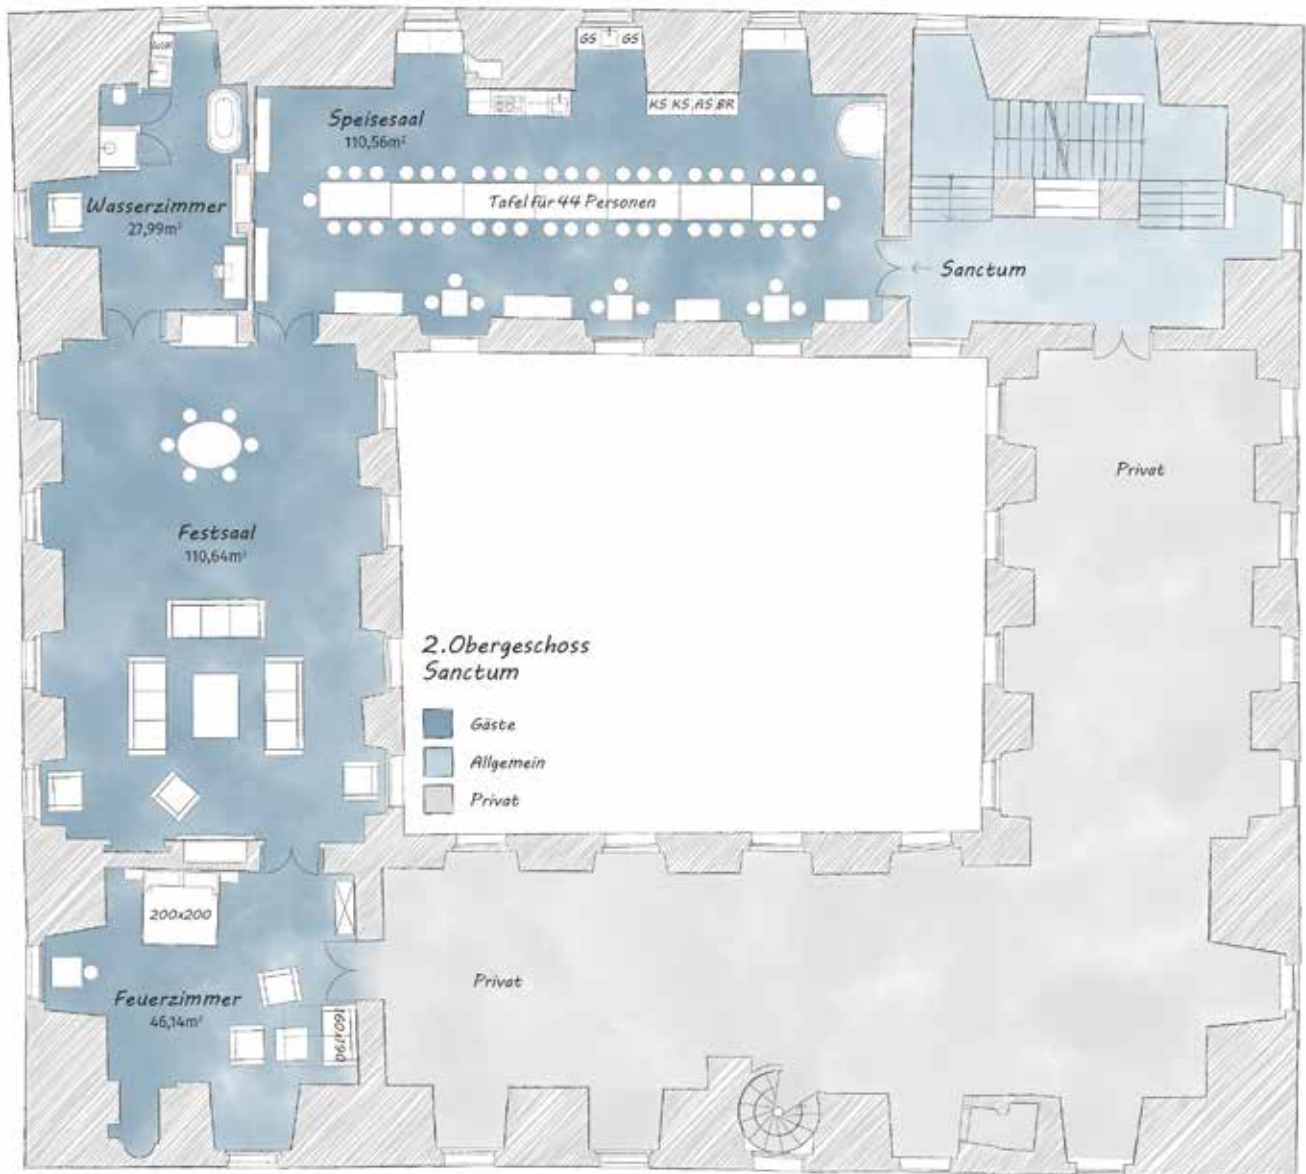 GS GS
KS KS AS BR
Speisesaal
110,56m²
Tafel für 44 Personen
Wasserzimmer
27,99m²
Sanctum
Privat
Festsaal
110,64m²
2.Obergeschoss
Sanctum
Gäste
Allgemein
Privat
200x200
Feuerzimmer
46,14m²
160x190
Privat